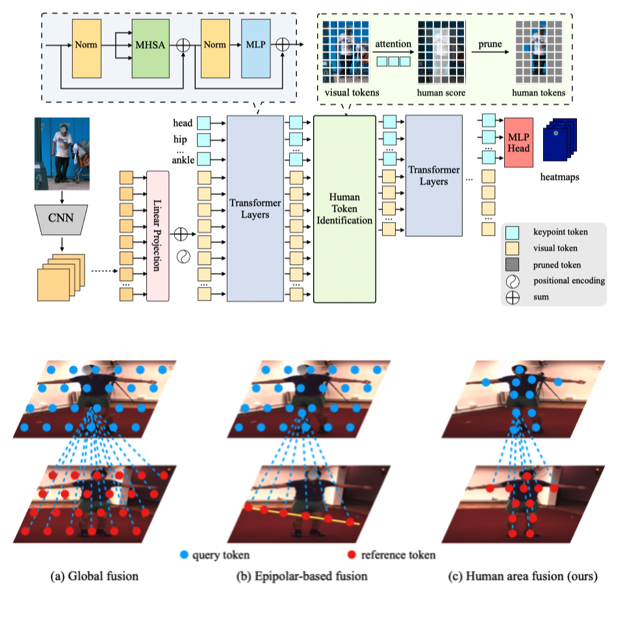 Norm
MHSA
Norm
MLP
attention
prune
visual tokens
human score
human tokens
head
hip
...
ankle
CNN
Linear Projection
...
...
Transformer
Layers
...
...
Human
Token
Identification
...
...
Transformer
Layers
...
...
...
MLP
Head
heatmaps
keypoint token
visual token
pruned token
positional encoding
sum
query token
reference token
(a) Global fusion
(b) Epipolar-based fusion
(c) Human area fusion (ours)